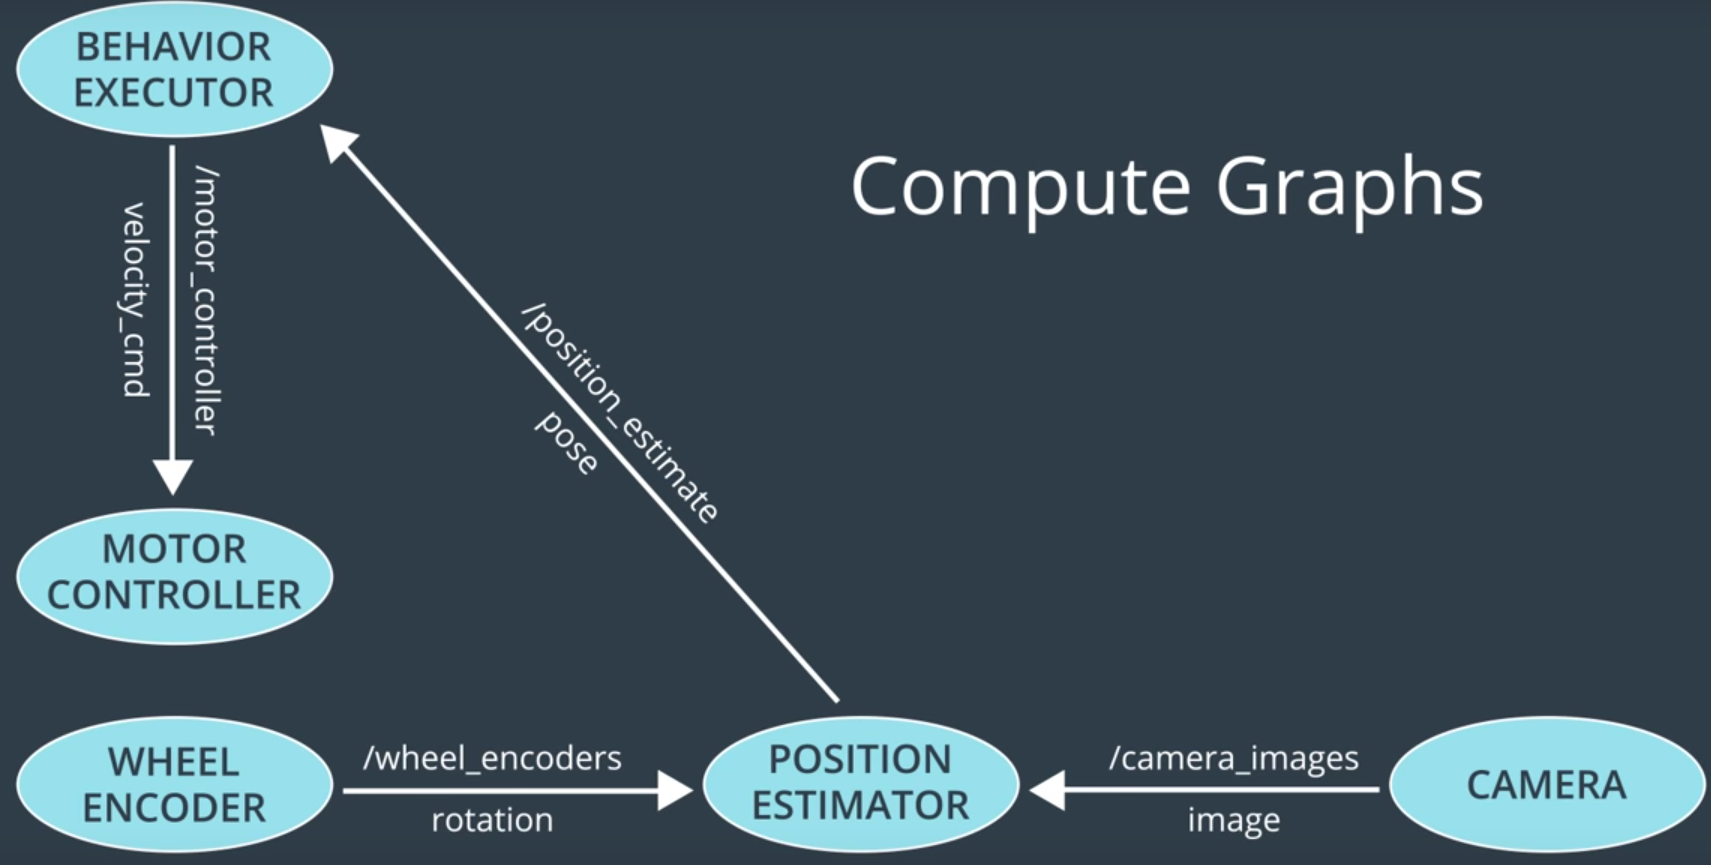 BEHAVIOR
EXECUTOR
Compute Graphs
/motor_controller
velocity_cmd
/position_estimate
pose
MOTOR
CONTROLLER
WHEEL
ENCODER
/wheel_encoders
rotation
POSITION
ESTIMATOR
/camera_images
image
CAMERA